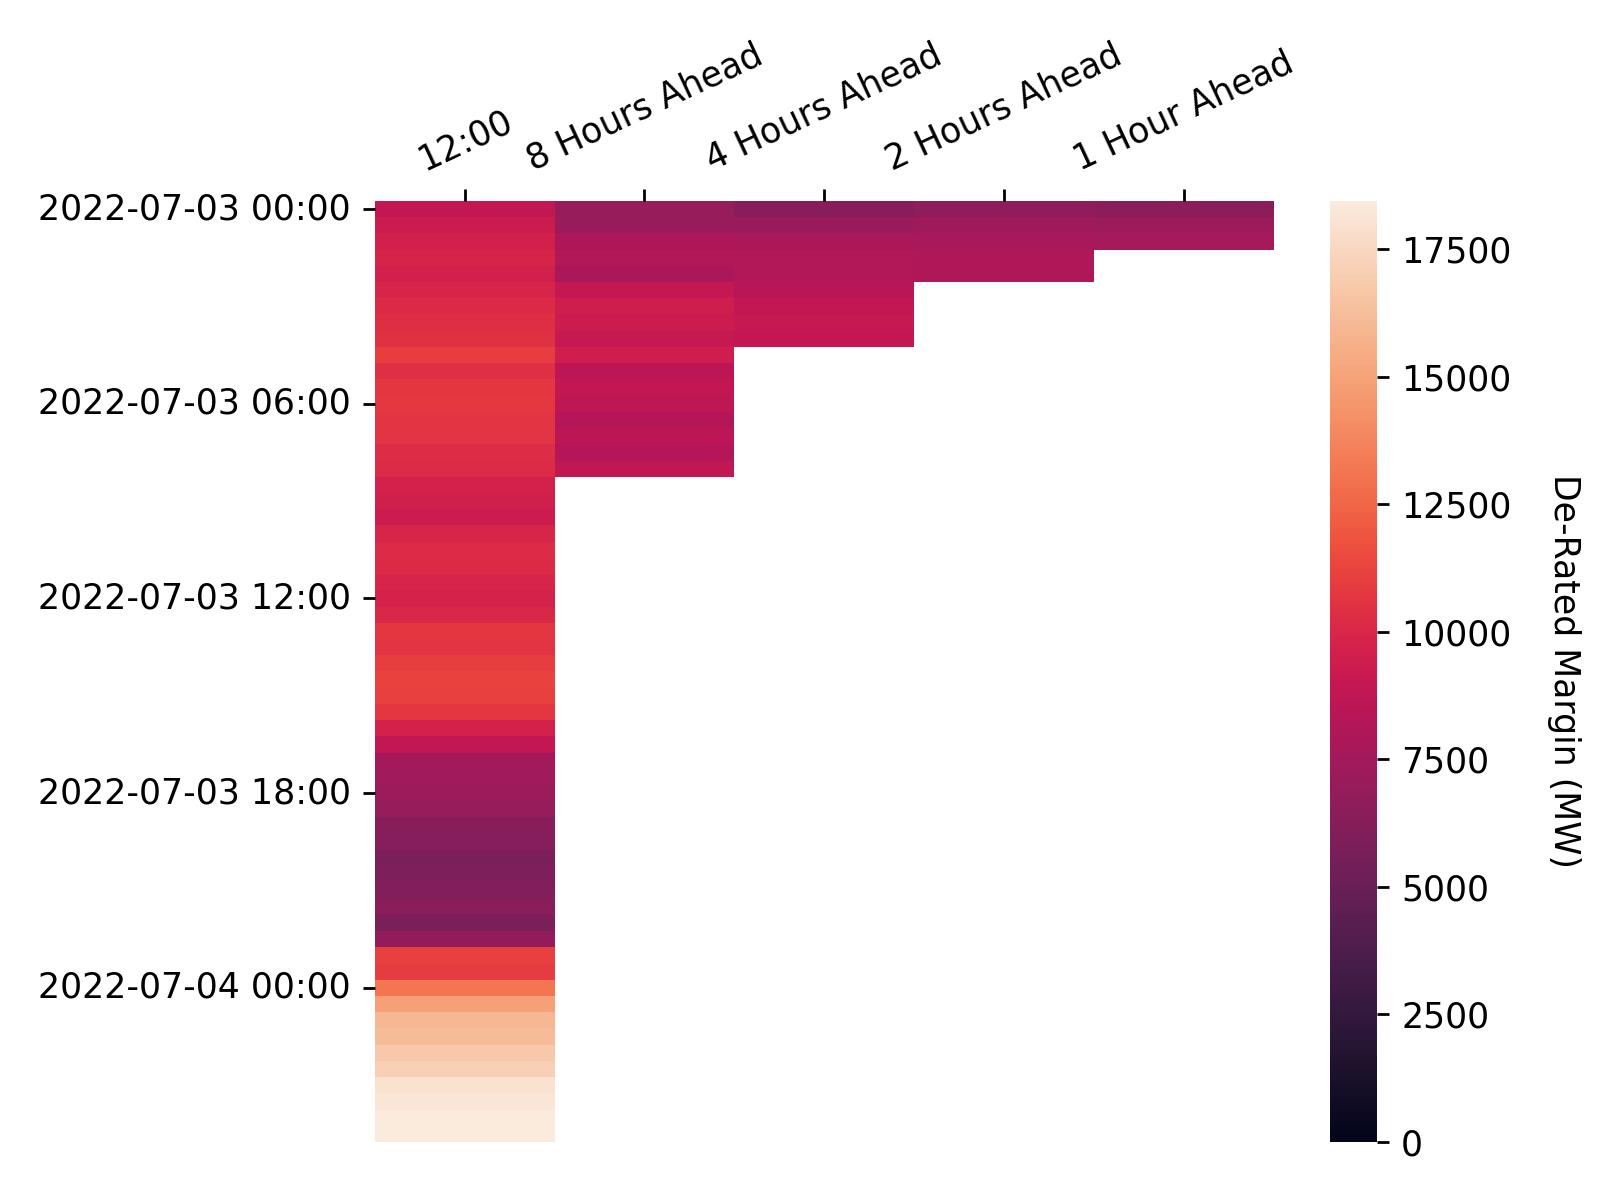 12:00
8 Hours Ahead
4 Hours Ahead
2 Hours Ahead
1 Hour Ahead
2022-07-03 00:00
2022-07-03 06:00
2022-07-03 12:00
2022-07-03 18:00
2022-07-04 00:00
17500
15000
12500
10000
7500
5000
2500
0
De-Rated Margin (MW)